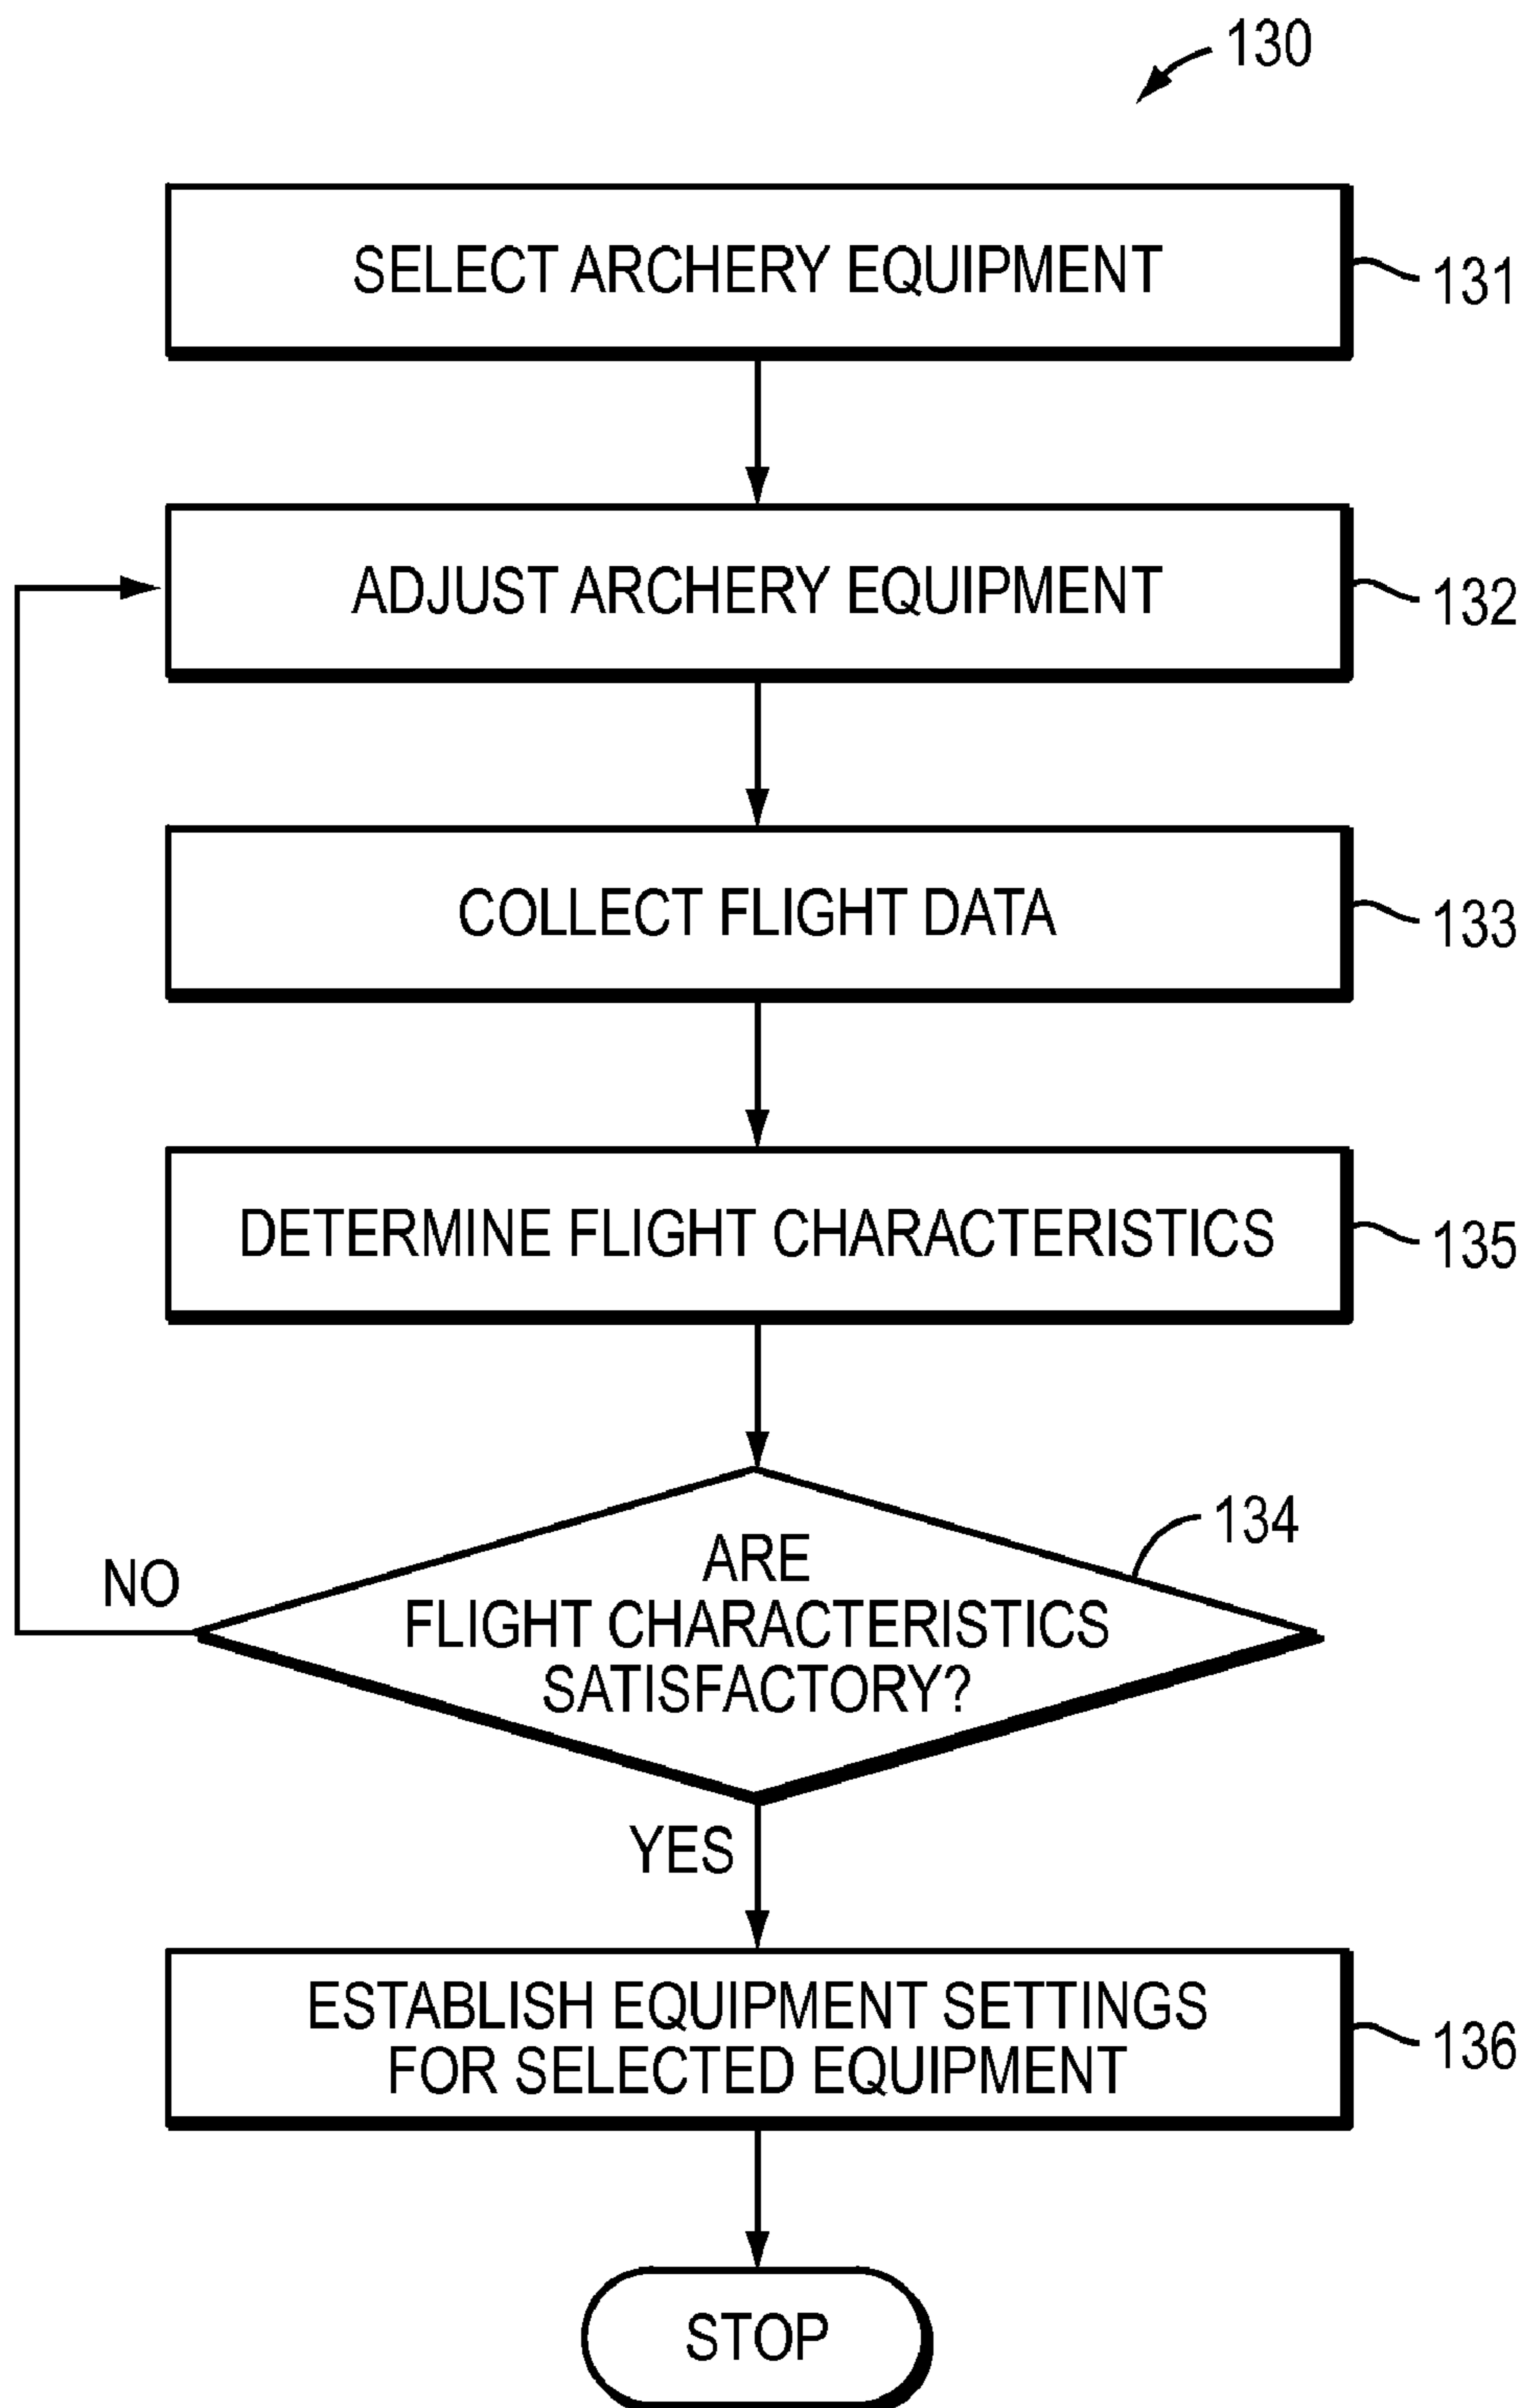 130
SELECT ARCHERY EQUIPMENT
131
ADJUST ARCHERY EQUIPMENT
132
COLLECT FLIGHT DATA
133
DETERMINE FLIGHT CHARACTERISTICS
135
ARE
FLIGHT CHARACTERISTICS
SATISFACTORY?
134
NO
YES
ESTABLISH EQUIPMENT SETTINGS
FOR SELECTED EQUIPMENT
136
STOP